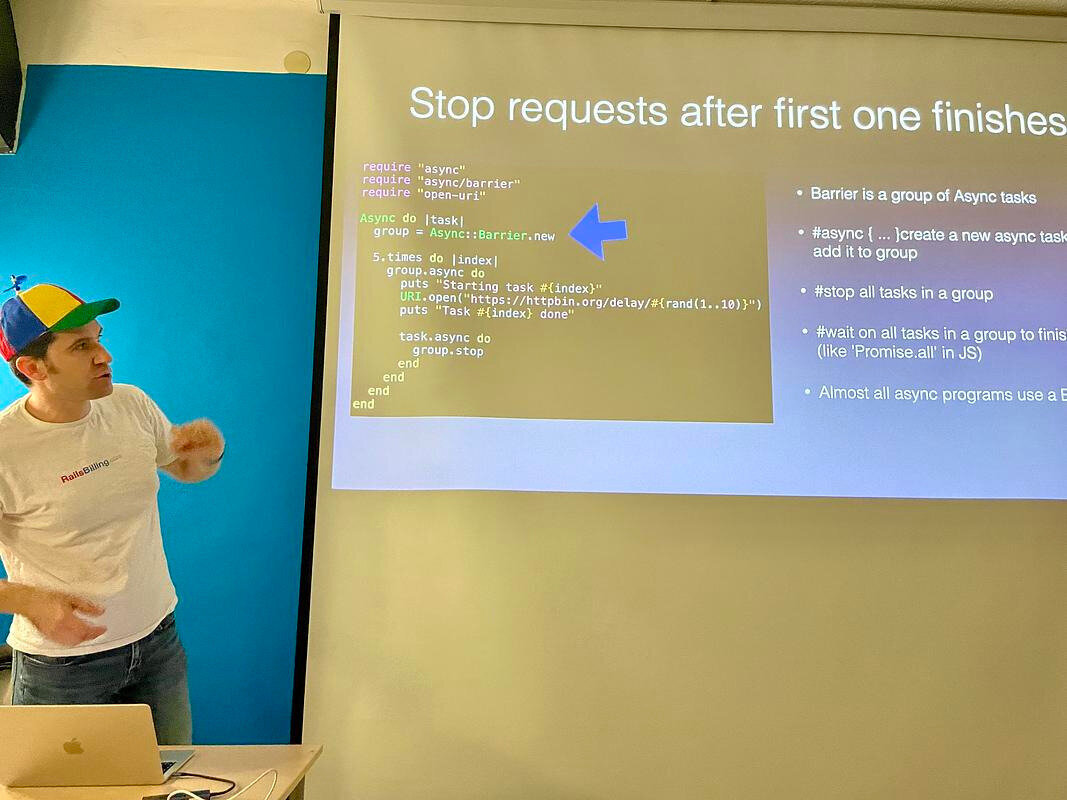 Stop requests after first one finishes
require "async"
require "async/barrier"
require "open-uri"
Async do |task|
group = Async::Barrier.new
5.times do |index|
group.async do
puts "Starting task #{index}"
URI.open("https://httpbin.org/delay/#{rand(1..10)}")
puts "Task #{index} done"
task.async do
group.stop
end
end
end
end
• Barrier is a group of Async tasks
• #async { ... }create a new async task
add it to group
• #stop all tasks in a group
• #wait on all tasks in a group to finis
(like 'Promise.all' in JS)
• Almost all async programs use a B
RailsBilling